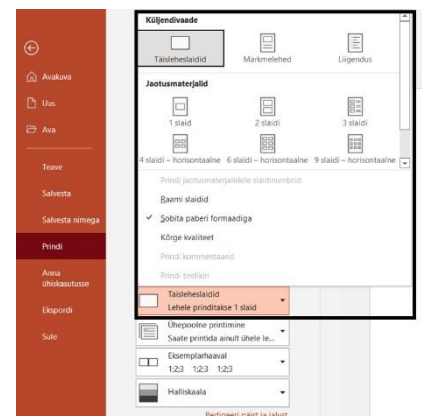 Avakuva
Uus
Ava
Teave
Salvesta
Salvesta nimega
Prindi
Anna
ühiskasutusse
Ekspordi
Sule
Küljendivaade
Täisleheslaidid
Märkmelehed
Liigendus
Jaotusmaterjalid
1 slaid
2 slaidi
3 slaidi
4 slaidi – horisontaalne
6 slaidi – horisontaalne
9 slaidi – horisontaalne
Prindi jaotusmaterjalidele slaidinumbrid
Raami slaidid
Sobita paberi formaadiga
Kõrge kvaliteet
Prindi kommentaarid
Prindi tindikiri
Täisleheslaidid
Lehele prinditakse 1 slaid
Ühepoolne printimine
Saate printida ainult ühele le...
Eksemplarhaaval
1;2;3 1;2;3 1;2;3
Halliskaala
Redigeeri päist ja jalust